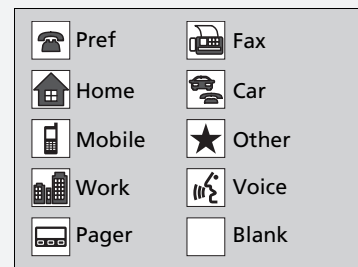 Pref
Fax
Home
Car
Mobile
Other
Work
Voice
Pager
Blank